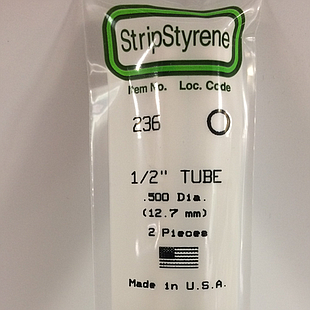 StripStyrene
Item No. Loc. Code
236
1/2" TUBE
.500 Dia.
(12.7 mm)
2 Pieces
Made in U.S.A.